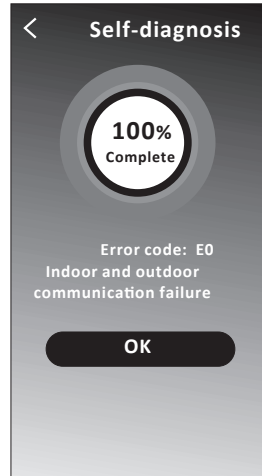 Self-diagnosis
100%
Complete
Error code: E0
Indoor and outdoor
communication failure
OK